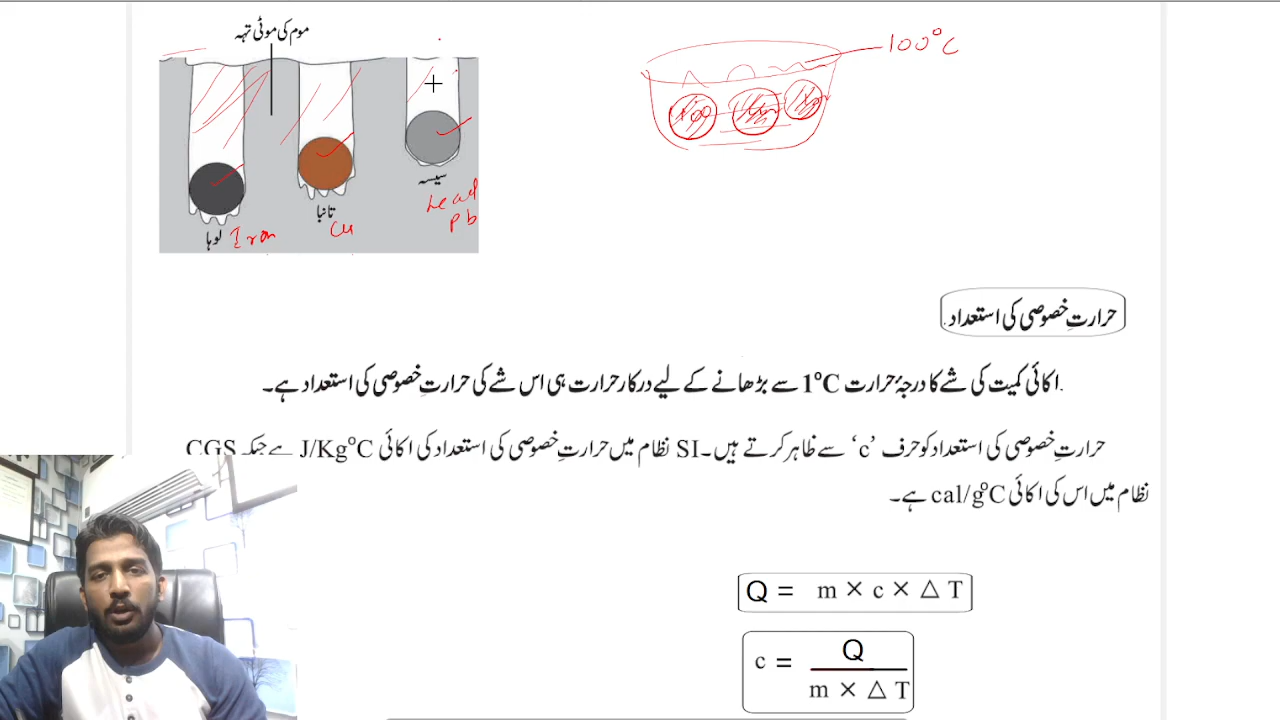 موم کی موٹی تہہ
100°C
سیسہ
Lead
Pb
تانبا
Cu
لوہا Iron
حرارتِ خصوصی کی استعداد
اکائی کمیت کی شے کا درجۂ حرارت 1°C سے بڑھانے کے لیے درکار حرارت ہی اس شے کی حرارتِ خصوصی کی استعداد ہے۔
حرارتِ خصوصی کی استعداد کو حرف ’c‘ سے ظاہر کرتے ہیں۔ SI نظام میں حرارتِ خصوصی کی استعداد کی اکائی J/Kg°C ہے جبکہ CGS
نظام میں اس کی اکائی cal/g°C ہے۔
Q = m × c × △ T
c = Q / m × △ T